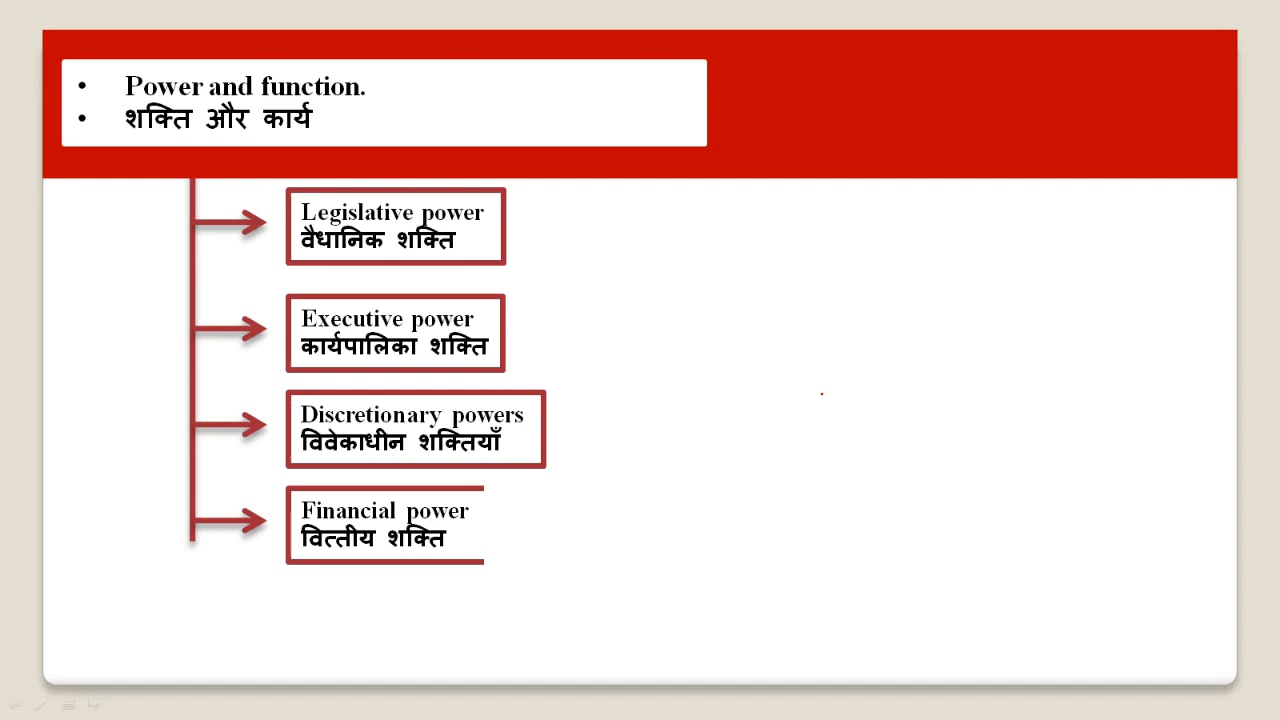 • Power and function.
• शक्ति और कार्य
Legislative power
वैधानिक शक्ति
Executive power
कार्यपालिका शक्ति
Discretionary powers
विवेकाधीन शक्तियाँ
Financial power
वित्तीय शक्ति